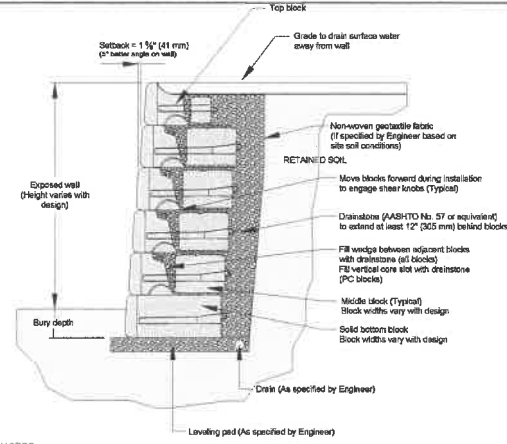 Top block
Setback = 1 5/8" (41 mm)
(5° batter angle on wall)
Grade to drain surface water
away from wall
Non-woven geotextile fabric
(If specified by Engineer based on
site soil conditions)
RETAINED SOIL
Move blocks forward during installation
to engage shear knobs (Typical)
Exposed wall
(Height varies with
design)
Drainstone (AASHTO No. 57 or equivalent)
to extend at least 12" (305 mm) behind blocks
Fill wedge between adjacent blocks
with drainstone (all blocks)
Fill vertical core slot with drainstone
(PC blocks)
Middle block (Typical)
Block widths vary with design
Bury depth
Solid bottom block
Block widths vary with design
Drain (As specified by Engineer)
Leveling pad (As specified by Engineer)